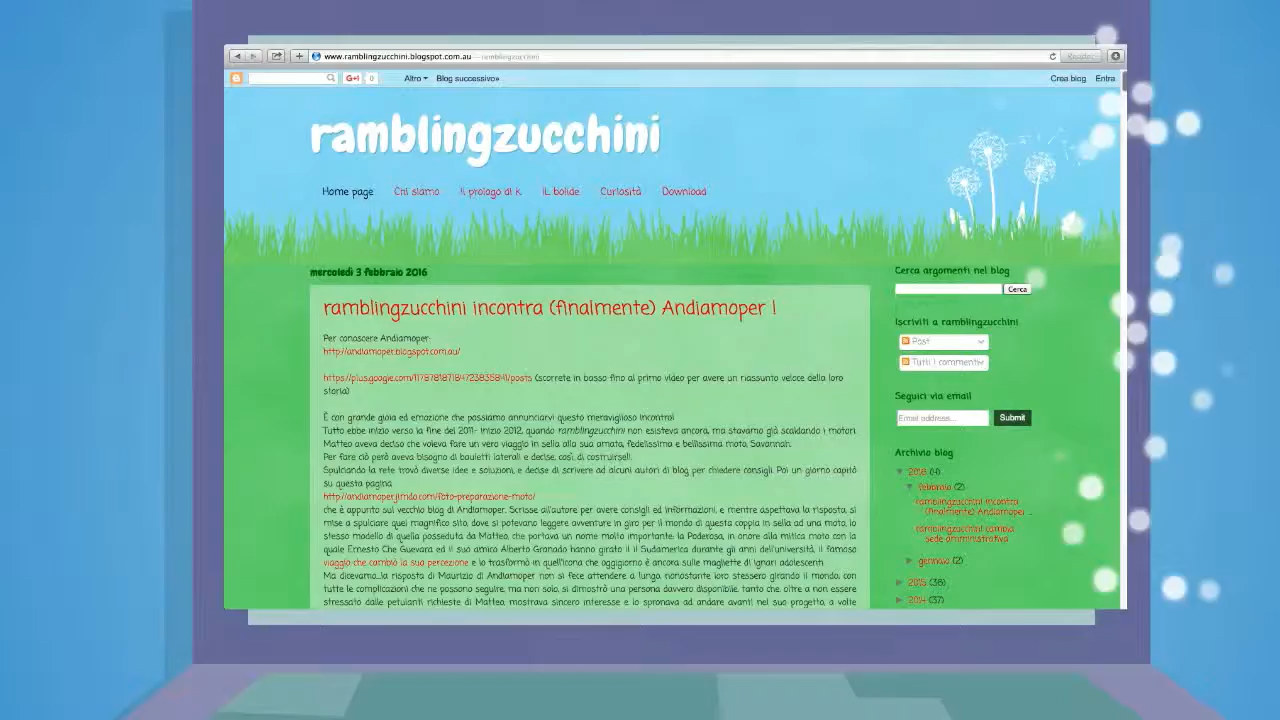 www.ramblingzucchini.blogspot.com.au — ramblingzucchini
Reader
G+1 0 Altro Blog successivo» Crea blog Entra
ramblingzucchini
Home page Chi siamo Il prologo di K IL bolide Curiosità Download
mercoledì 3 febbraio 2016
ramblingzucchini incontra (finalmente) Andiamoper !
Per conoscere Andiamoper:
http://andiamoper.blogspot.com.au/
(scorrete in basso fino al primo video per avere un riassunto veloce della loro
storia)
È con grande gioia ed emozione che possiamo annunciarvi questo meraviglioso incontro!
Tutto ebbe inizio verso la fine del 2011- inizio 2012, quando ramblingzucchini non esisteva ancora, ma stavamo già scaldando i motori.
Matteo aveva deciso che voleva fare un vero viaggio in sella alla sua amata, fedelissima e bellissima moto, Savannah.
Per fare ciò però aveva bisogno di bauletti laterali e decise, così, di costruirseli.
Spulciando la rete trovò diverse idee e soluzioni, e decise di scrivere ad alcuni autori di blog per chiedere consigli. Poi un giorno capitò
su questa pagina
http://andiamoper.jimdo.com/foto-preparazione-moto/
che è appunto sul vecchio blog di Andiamoper. Scrisse all'autore per avere consigli ed informazioni, e mentre aspettava la risposta, si
mise a spulciare quel magnifico sito, dove si potevano leggere avventure in giro per il mondo di questa coppia in sella ad una moto, lo
stesso modello di quella posseduta da Matteo, che portava un nome molto importante: la Poderosa, in onore alla mitica moto con la
quale Ernesto Che Guevara ed il suo amico Alberto Granado hanno girato il il Sudamerica durante gli anni dell'università, il famoso
viaggio che cambiò la sua percezione e lo trasformò in quell'icona che oggigiorno è ancora sulle magliette di ignari adolescenti.
Ma dicevamo...la risposta di Maurizio di Andiamoper non si fece attendere a lungo, nonostante loro stessero girando il mondo, con
tutte le complicazioni che ne possono seguire, ma non solo, si dimostrò una persona davvero disponibile, tanto che, oltre a non essere
stressato dalle petulanti richieste di Matteo, mostrava sincero interesse e lo spronava ad andare avanti nel suo progetto, a volte
Cerca argomenti nel blog
Cerca
Iscriviti a ramblingzucchini
Post
Tutti i commenti
Seguici via email
Email address... Submit
Archivio blog
▼ 2016 (4)
▼ febbraio (2)
ramblingzucchini incontra
(finalmente) Andiamoper ...
ramblingzucchini cambia
sede amministrativa
► gennaio (2)
► 2015 (38)
► 2014 (37)